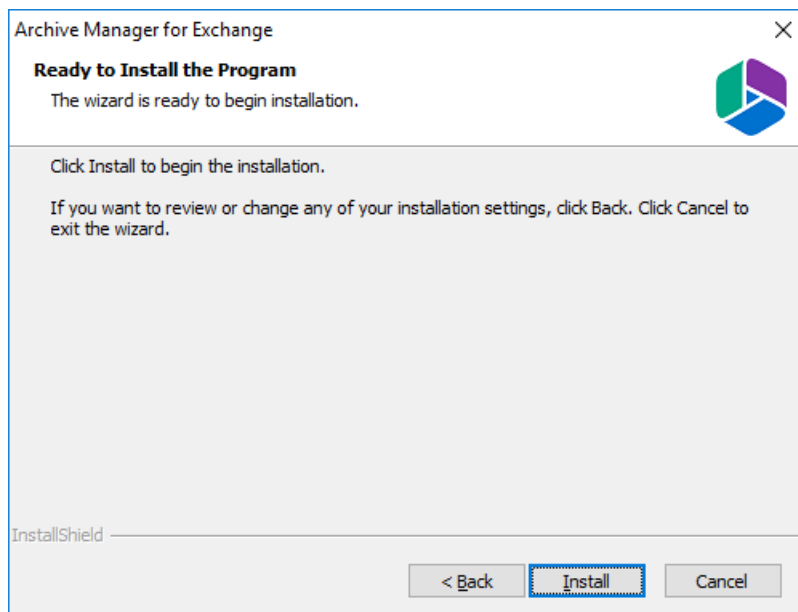 Archive Manager for Exchange
Ready to Install the Program
The wizard is ready to begin installation.
Click Install to begin the installation.
If you want to review or change any of your installation settings, click Back. Click Cancel to
exit the wizard.
InstallShield
< Back
Install
Cancel